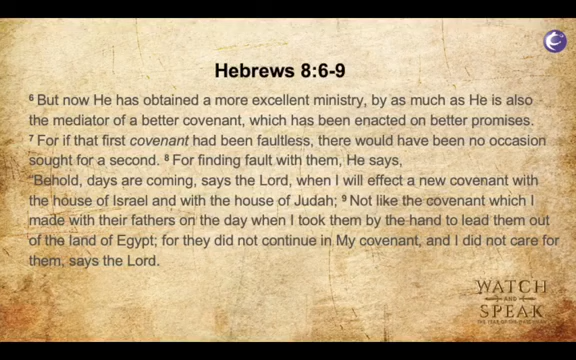 Hebrews 8:6-9
⁶ But now He has obtained a more excellent ministry, by as much as He is also
the mediator of a better covenant, which has been enacted on better promises.
⁷ For if that first covenant had been faultless, there would have been no occasion
sought for a second. ⁸ For finding fault with them, He says,
“Behold, days are coming, says the Lord, when I will effect a new covenant with
the house of Israel and with the house of Judah; ⁹ Not like the covenant which I
made with their fathers on the day when I took them by the hand to lead them out
of the land of Egypt; for they did not continue in My covenant, and I did not care for
them, says the Lord.
WATCH
AND
SPEAK